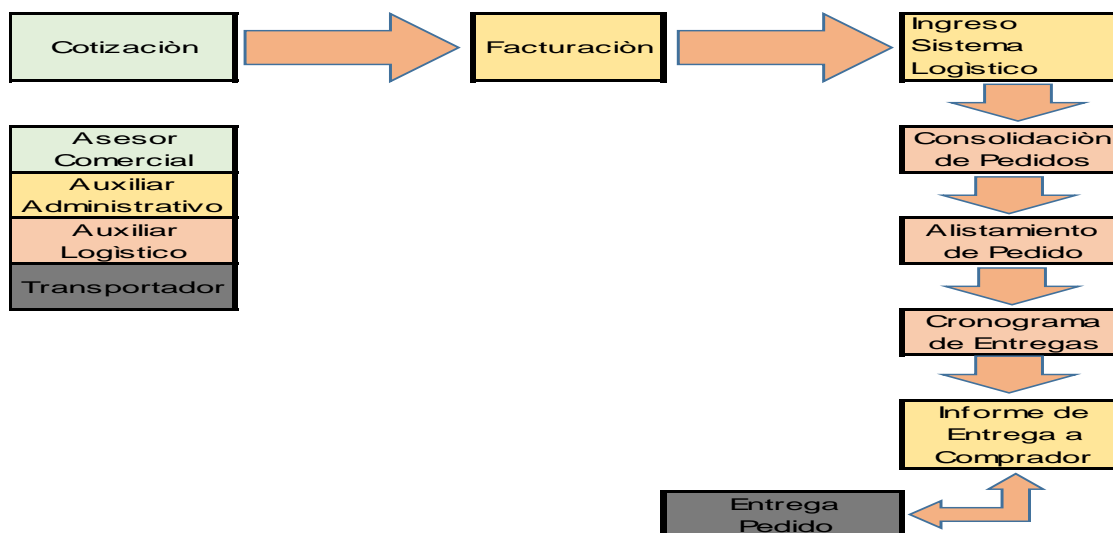 Cotizaciòn
Facturaciòn
Ingreso
Sistema
Logìstico
Asesor
Comercial
Auxiliar
Administrativo
Auxiliar
Logìstico
Transportador
Consolidaciòn
de Pedidos
Alistamiento
de Pedido
Cronograma
de Entregas
Informe de
Entrega a
Comprador
Entrega
Pedido